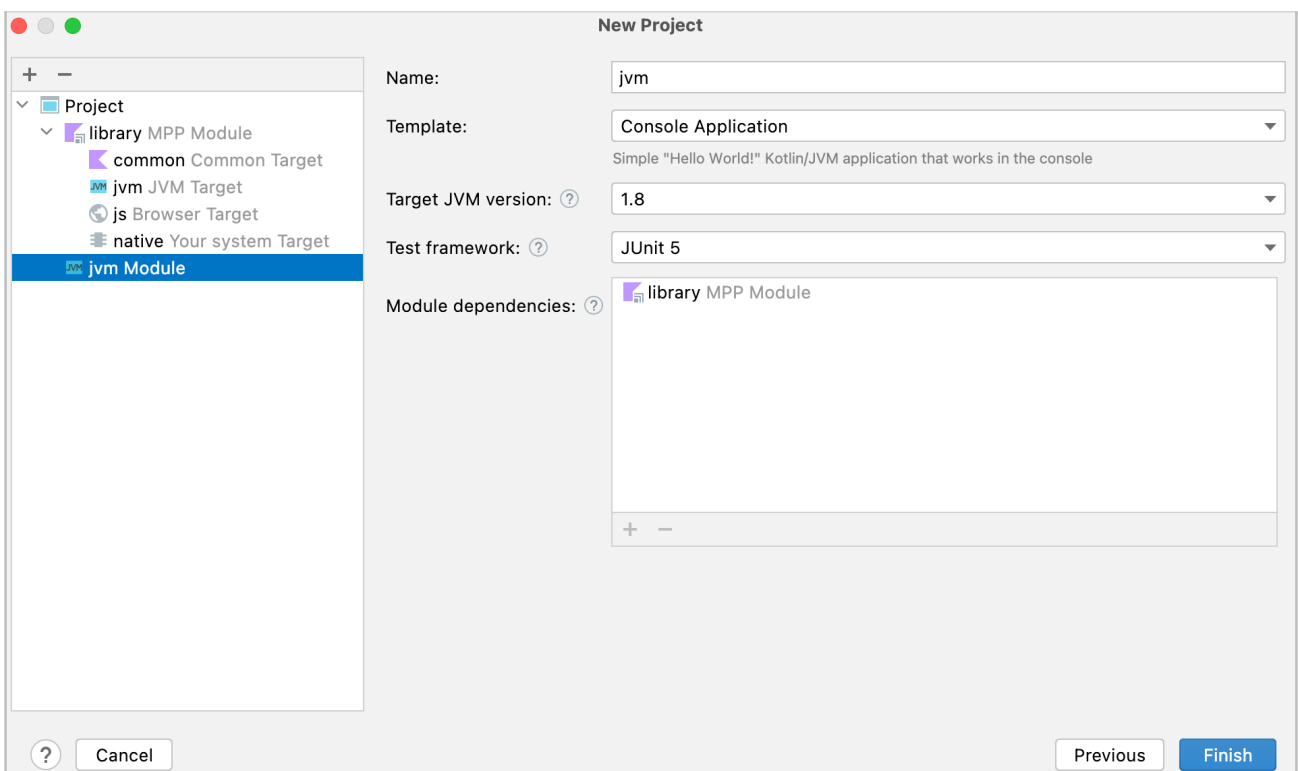 New Project
+ −
Project
library MPP Module
common Common Target
JVM jvm JVM Target
js Browser Target
native Your system Target
JVM jvm Module
Name: jvm
Template: Console Application
Simple "Hello World!" Kotlin/JVM application that works in the console
Target JVM version: ? 1.8
Test framework: ? JUnit 5
Module dependencies: ? library MPP Module
+ −
? Cancel Previous Finish